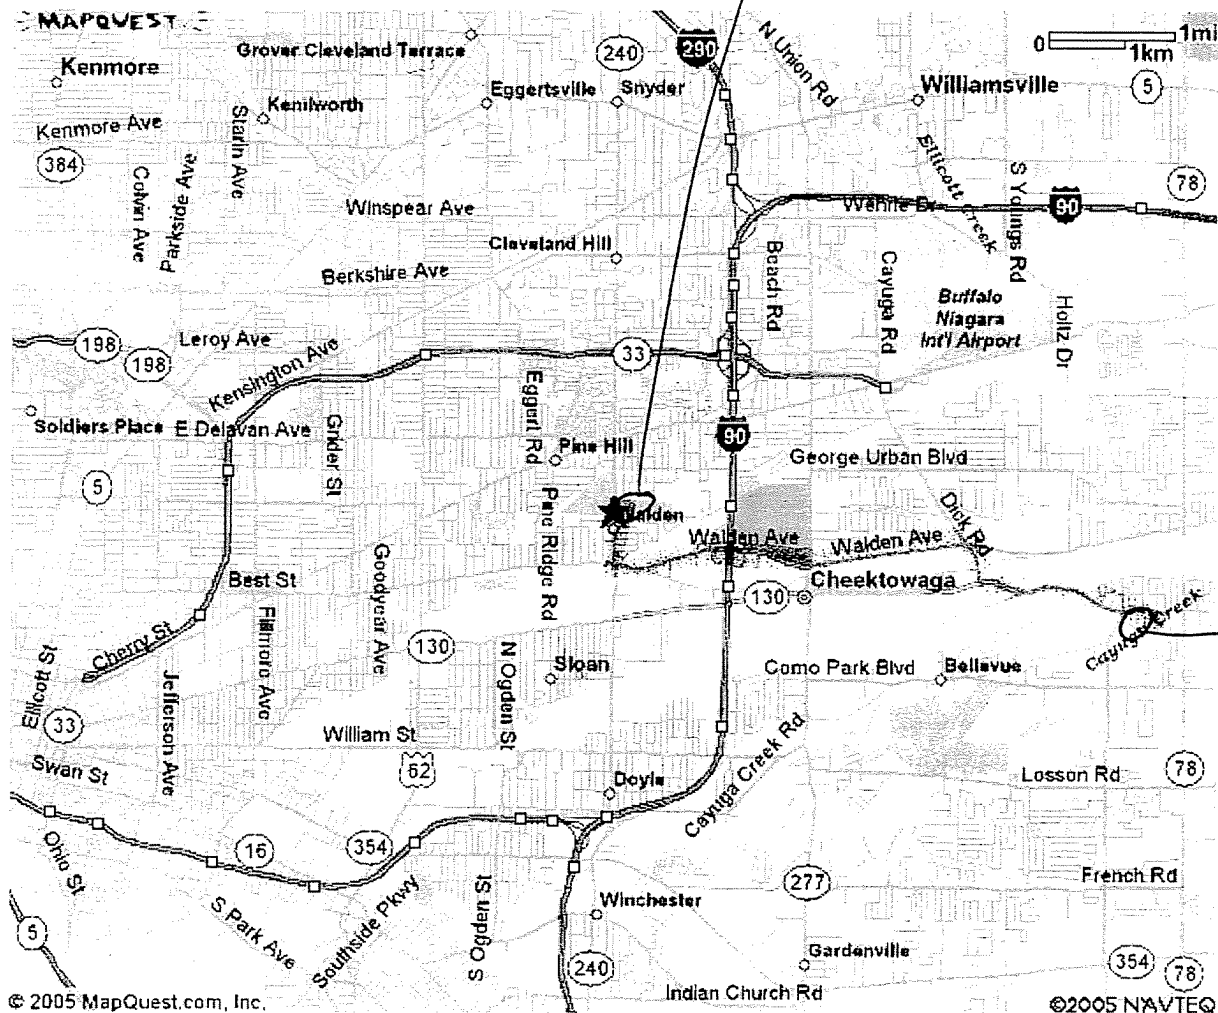 MAPQUEST
290
N Union Rd
0
1mi
1km
Grover Cleveland Terrace
240
Kenmore
Eggertsville
Snyder
Williamsville
5
Kenilworth
Kenmore Ave
Starin Ave
384
Colvin Ave
Parkside Ave
Ellicott Creek
S Youngs Rd
78
Winspear Ave
Wehrle Dr
90
Cleveland Hill
Beach Rd
Cayuga Rd
Berkshire Ave
Buffalo
Niagara
Int'l Airport
Holtz Dr
198
198
Leroy Ave
Kensington Ave
33
Soldiers Place
E Delavan Ave
Grider St
Eggert Rd
Pine Hill
90
George Urban Blvd
5
Pine Ridge Rd
Walden
Dick Rd
Walden Ave
Walden Ave
Best St
Goodyear Ave
130
Cheektowaga
Fillmore Ave
130
Cayuga Creek
Cherry St
Ellicott St
Jefferson Ave
N Ogden St
Sloan
Como Park Blvd
Bellevue
33
William St
62
Swan St
Doyle
Cayuga Creek Rd
Losson Rd
78
Ohio St
16
354
277
French Rd
S Park Ave
Southside Pkwy
S Ogden St
Winchester
5
240
Gardenville
354
78
Indian Church Rd
© 2005 MapQuest.com, Inc.
©2005 NAVTEQ